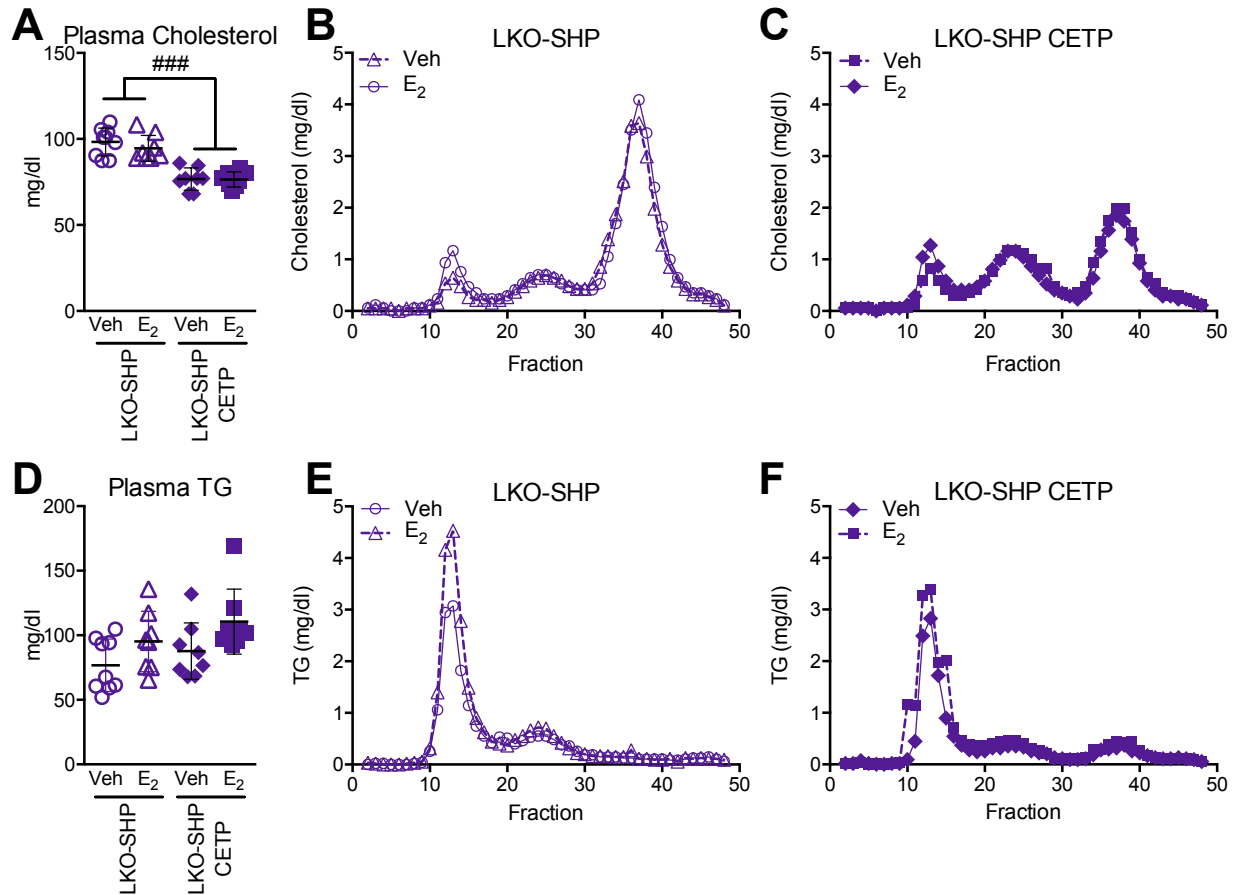 A
Plasma Cholesterol
###
mg/dl
150
100
50
0
Veh E2 Veh E2
LKO-SHP
LKO-SHP
CETP
B
LKO-SHP
Veh
E2
Cholesterol (mg/dl)
5
4
3
2
1
0
0 10 20 30 40 50
Fraction
C
LKO-SHP CETP
Veh
E2
Cholesterol (mg/dl)
5
4
3
2
1
0
0 10 20 30 40 50
Fraction
D
Plasma TG
mg/dl
200
150
100
50
0
Veh E2 Veh E2
LKO-SHP
LKO-SHP
CETP
E
LKO-SHP
Veh
E2
TG (mg/dl)
5
4
3
2
1
0
0 10 20 30 40 50
Fraction
F
LKO-SHP CETP
Veh
E2
TG (mg/dl)
5
4
3
2
1
0
0 10 20 30 40 50
Fraction